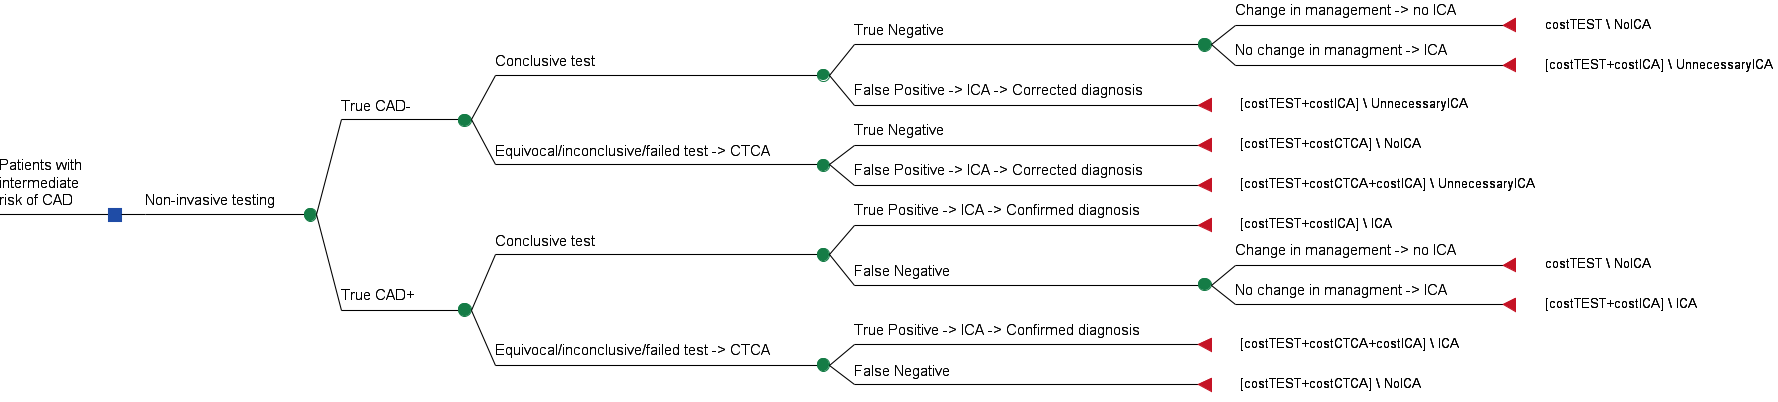 Change in management -> no ICA
costTEST \ NoICA
True Negative
No change in managment -> ICA
[costTEST+costICA] \ UnnecessaryICA
Conclusive test
False Positive -> ICA -> Corrected diagnosis
[costTEST+costICA] \ UnnecessaryICA
True CAD-
True Negative
[costTEST+costCTCA] \ NoICA
Equivocal/inconclusive/failed test -> CTCA
False Positive -> ICA -> Corrected diagnosis
[costTEST+costCTCA+costICA] \ UnnecessaryICA
Patients with
intermediate
risk of CAD
Non-invasive testing
True Positive -> ICA -> Confirmed diagnosis
[costTEST+costICA] \ ICA
Conclusive test
Change in management -> no ICA
costTEST \ NoICA
False Negative
No change in managment -> ICA
[costTEST+costICA] \ ICA
True CAD+
True Positive -> ICA -> Confirmed diagnosis
[costTEST+costCTCA+costICA] \ ICA
Equivocal/inconclusive/failed test -> CTCA
False Negative
[costTEST+costCTCA] \ NoICA